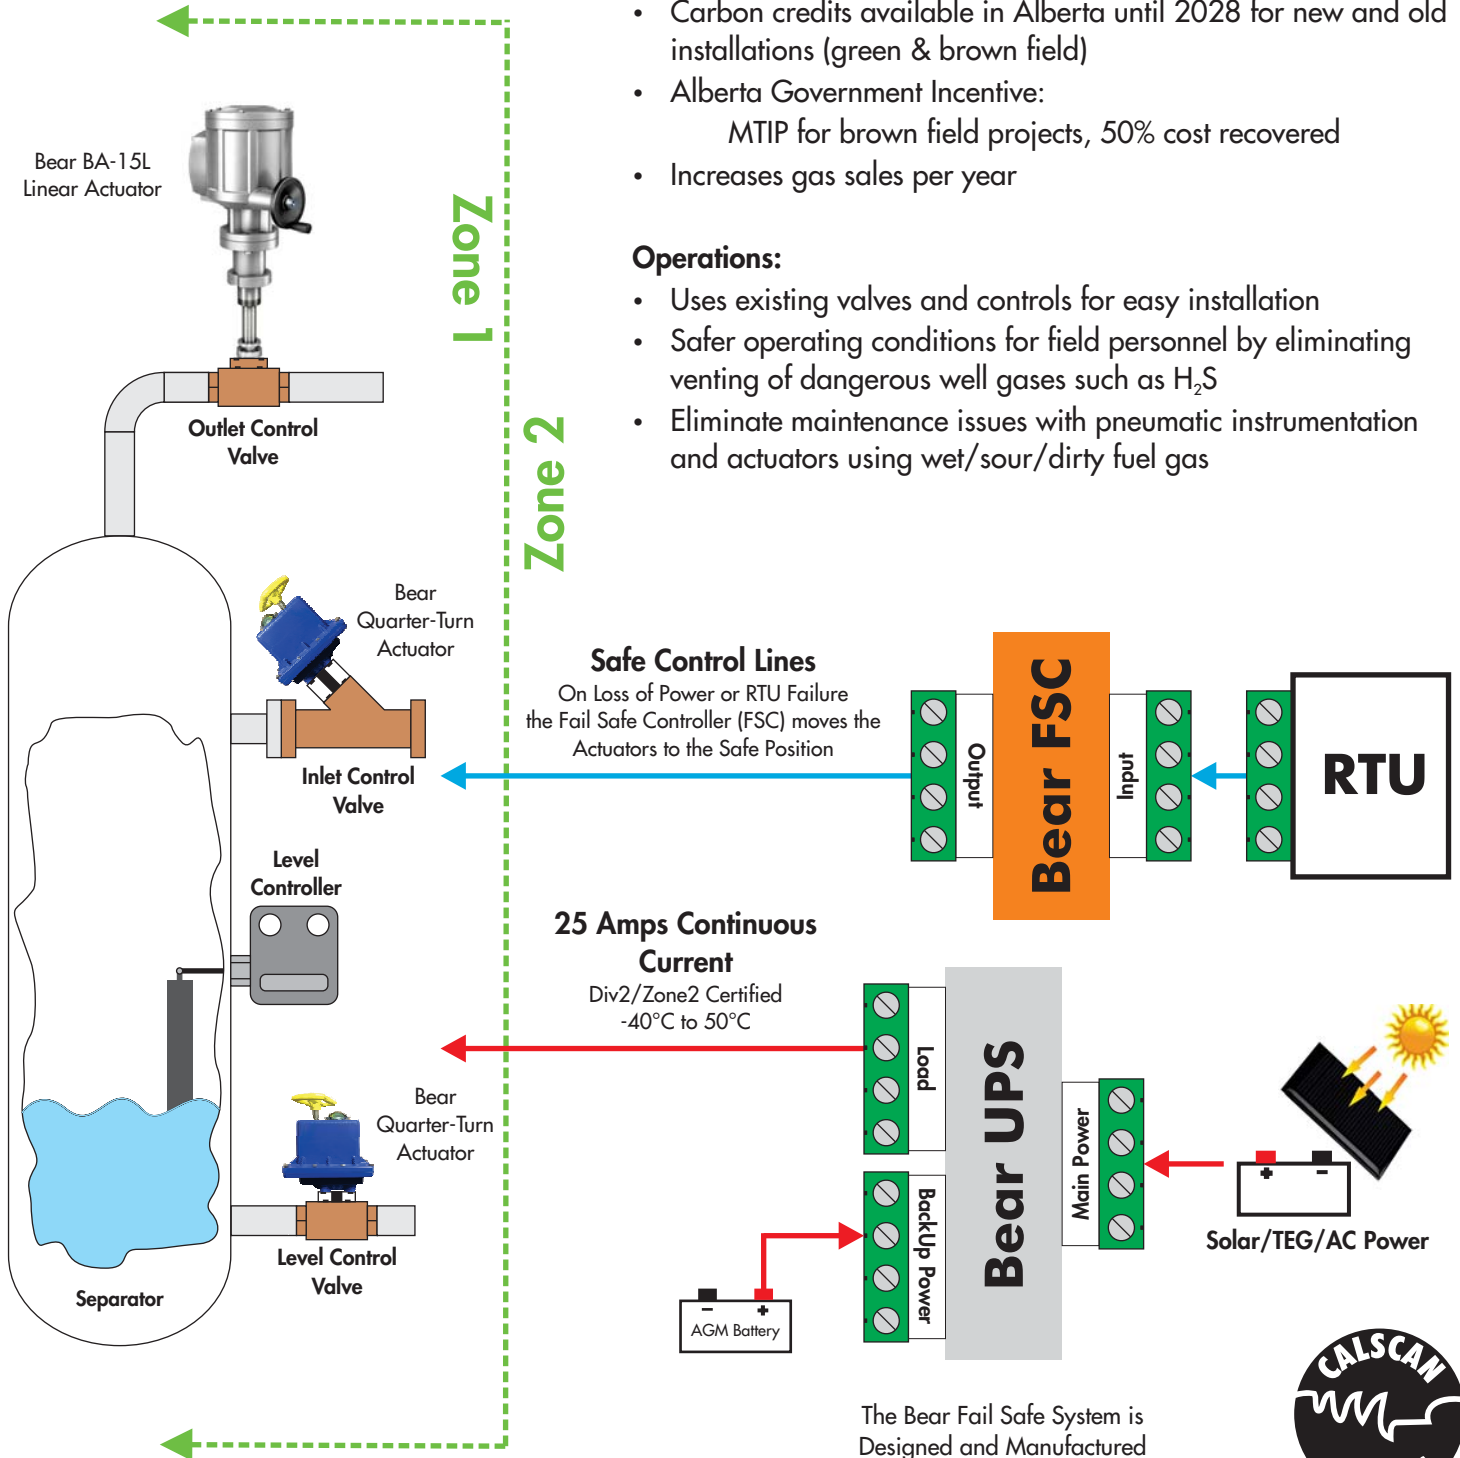 • Carbon credits available in Alberta until 2028 for new and old
installations (green & brown field)
• Alberta Government Incentive:
MTIP for brown field projects, 50% cost recovered
• Increases gas sales per year
Operations:
• Uses existing valves and controls for easy installation
• Safer operating conditions for field personnel by eliminating
venting of dangerous well gases such as H₂S
• Eliminate maintenance issues with pneumatic instrumentation
and actuators using wet/sour/dirty fuel gas
Bear BA-15L
Linear Actuator
Zone 1
Zone 2
Outlet Control
Valve
Bear
Quarter-Turn
Actuator
Inlet Control
Valve
Level
Controller
Bear
Quarter-Turn
Actuator
Level Control
Valve
Separator
Safe Control Lines
On Loss of Power or RTU Failure
the Fail Safe Controller (FSC) moves the
Actuators to the Safe Position
Output
Bear FSC
Input
RTU
25 Amps Continuous
Current
Div2/Zone2 Certified
-40°C to 50°C
Load
BackUp Power
Bear UPS
Main Power
+ -
Solar/TEG/AC Power
- +
AGM Battery
The Bear Fail Safe System is
Designed and Manufactured
CALSCAN